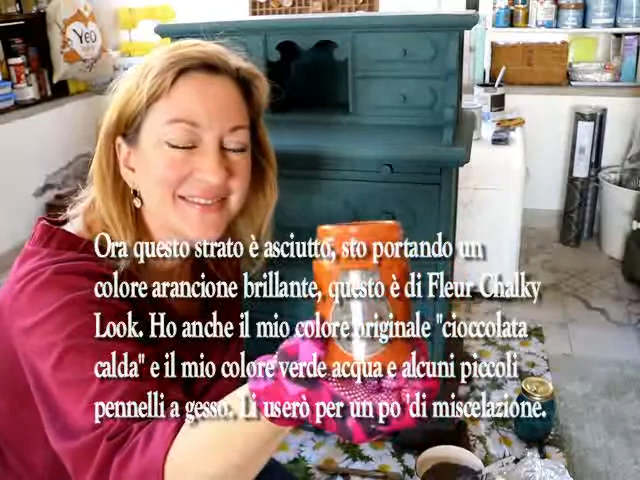 Yeo
Ora questo strato è asciutto, sto portando un
colore arancione brillante, questo è di Fleur Chalky
Look. Ho anche il mio colore originale "cioccolata
calda" e il mio colore verde acqua e alcuni piccoli
pennelli a gesso. Li userò per un po 'di miscelazione.